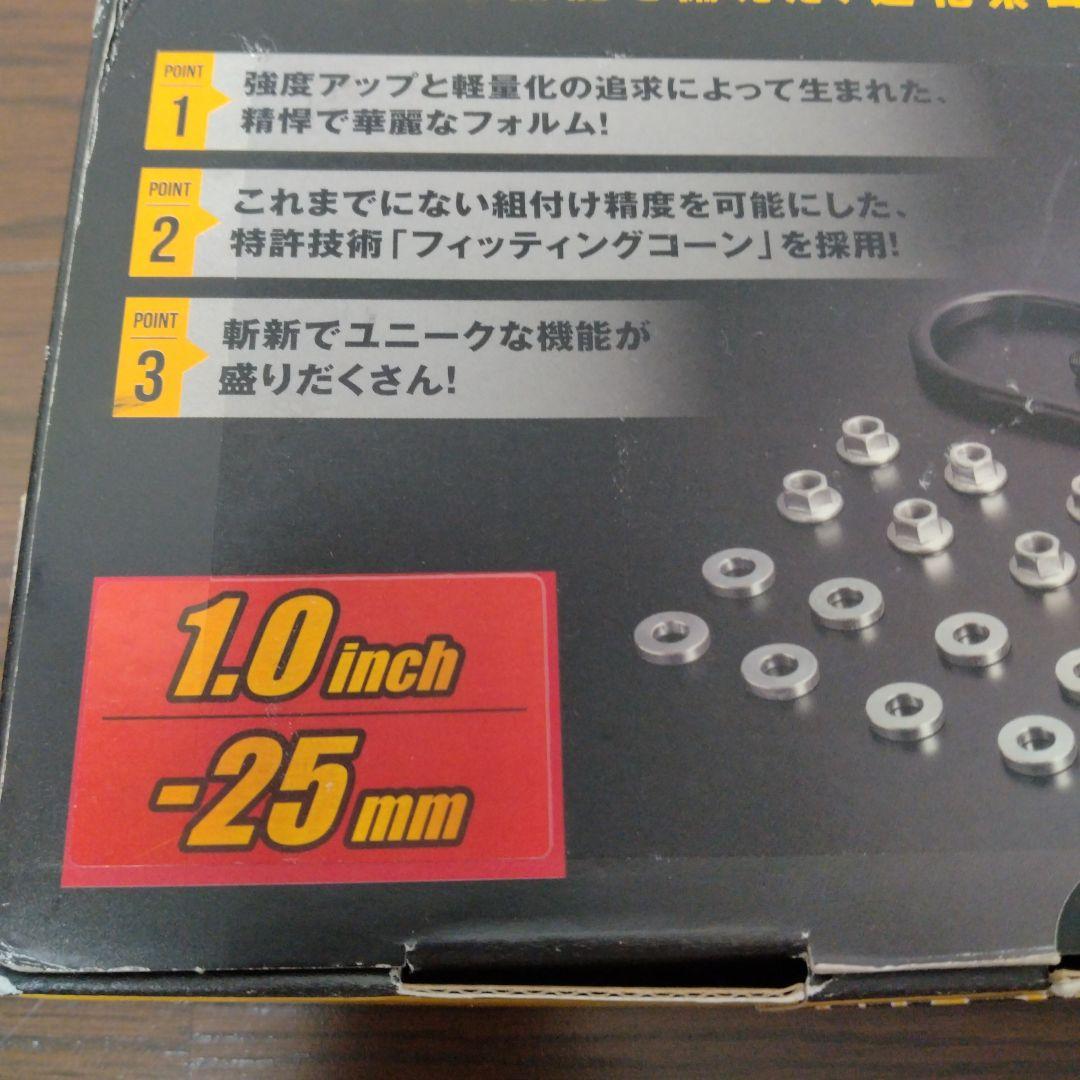 POINT
1
強度アップと軽量化の追求によって生まれた、
精悍で華麗なフォルム!
POINT
2
これまでにない組付け精度を可能にした、
特許技術「フィッティングコーン」を採用!
POINT
3
斬新でユニークな機能が
盛りだくさん!
1.0 inch
-25 mm